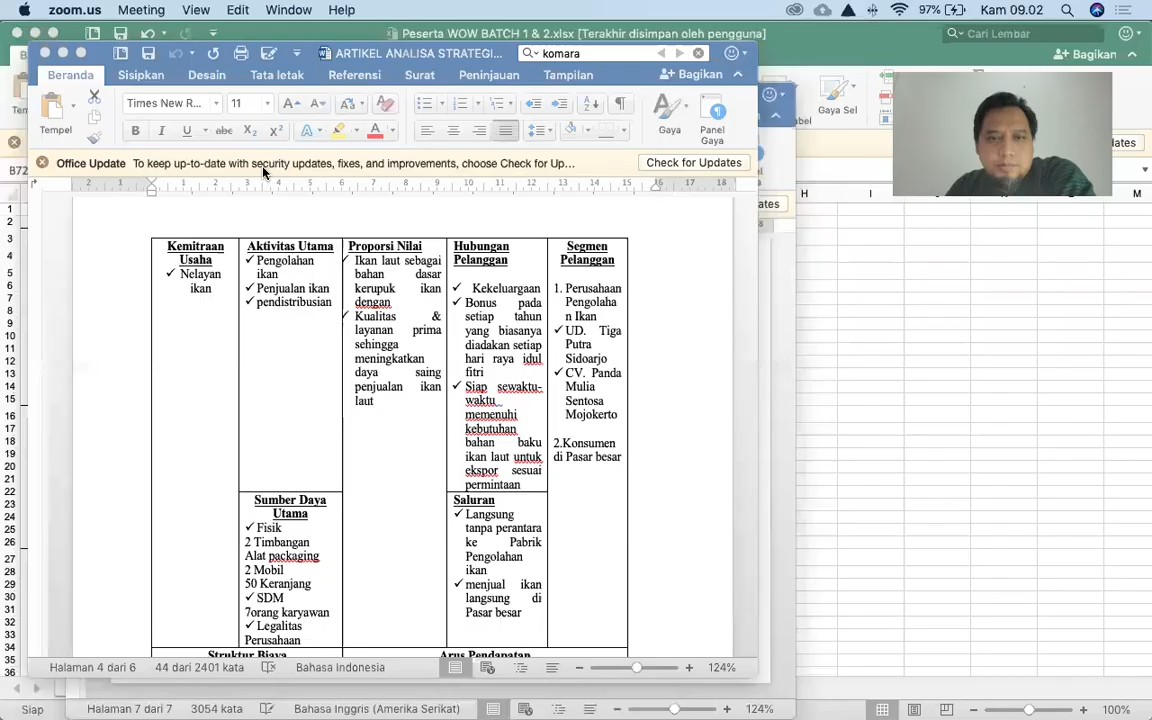 zoom.us Meeting View Edit Window Help 97% Kam 09.02
Peserta WOW BATCH 1 & 2.xlsx [Terakhir disimpan oleh pengguna]
Cari Lembar
Bagikan
ARTIKEL ANALISA STRATEGI...
komara
Beranda Sisipkan Desain Tata letak Referensi Surat Peninjauan Tampilan Bagikan
Tempel
Times New R... 11
Gaya
Panel Gaya
Gaya Sel
Office Update To keep up-to-date with security updates, fixes, and improvements, choose Check for Up... Check for Updates
Kemitraan
Usaha
Nelayan
ikan
Aktivitas Utama
Pengolahan
ikan
Penjualan ikan
pendistribusian
Proporsi Nilai
Ikan laut sebagai
bahan dasar
kerupuk ikan
dengan
Kualitas &
layanan prima
sehingga
meningkatkan
daya saing
penjualan ikan
laut
Hubungan
Pelanggan
Kekeluargaan
Bonus pada
setiap tahun
yang biasanya
diadakan setiap
hari raya idul
fitri
Siap sewaktu-
waktu
memenuhi
kebutuhan
bahan baku
ikan laut untuk
ekspor sesuai
permintaan
Segmen
Pelanggan
1. Perusahaan
Pengolaha
n Ikan
UD. Tiga
Putra
Sidoarjo
CV. Panda
Mulia
Sentosa
Mojokerto
2.Konsumen
di Pasar besar
Sumber Daya
Utama
Fisik
2 Timbangan
Alat packaging
2 Mobil
50 Keranjang
SDM
7orang karyawan
Legalitas
Perusahaan
Saluran
Langsung
tanpa perantara
ke Pabrik
Pengolahan
ikan
menjual ikan
langsung di
Pasar besar
Struktur Biaya
Arus Pendapatan
Halaman 4 dari 6 44 dari 2401 kata Bahasa Indonesia 124%
Halaman 7 dari 7 3054 kata Bahasa Inggris (Amerika Serikat) 124%
Siap 100%